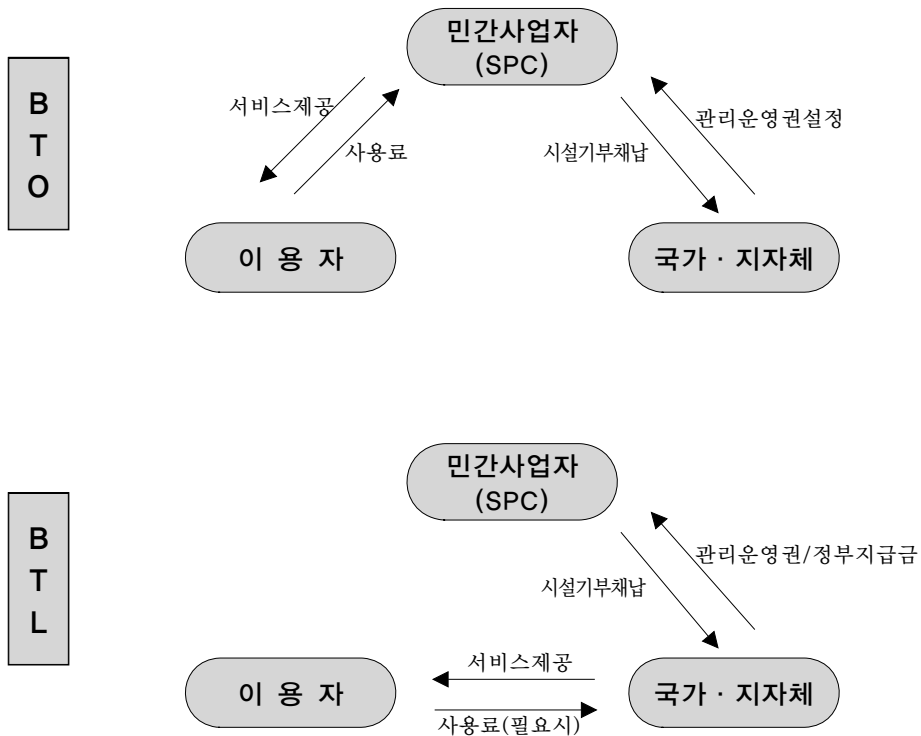 민간사업자
(SPC)
B
T
O
서비스제공
사용료
관리운영권설정
시설기부채납
이 용 자
국가 · 지자체
민간사업자
(SPC)
B
T
L
관리운영권/정부지급금
시설기부채납
서비스제공
이 용 자
국가 · 지자체
사용료(필요시)